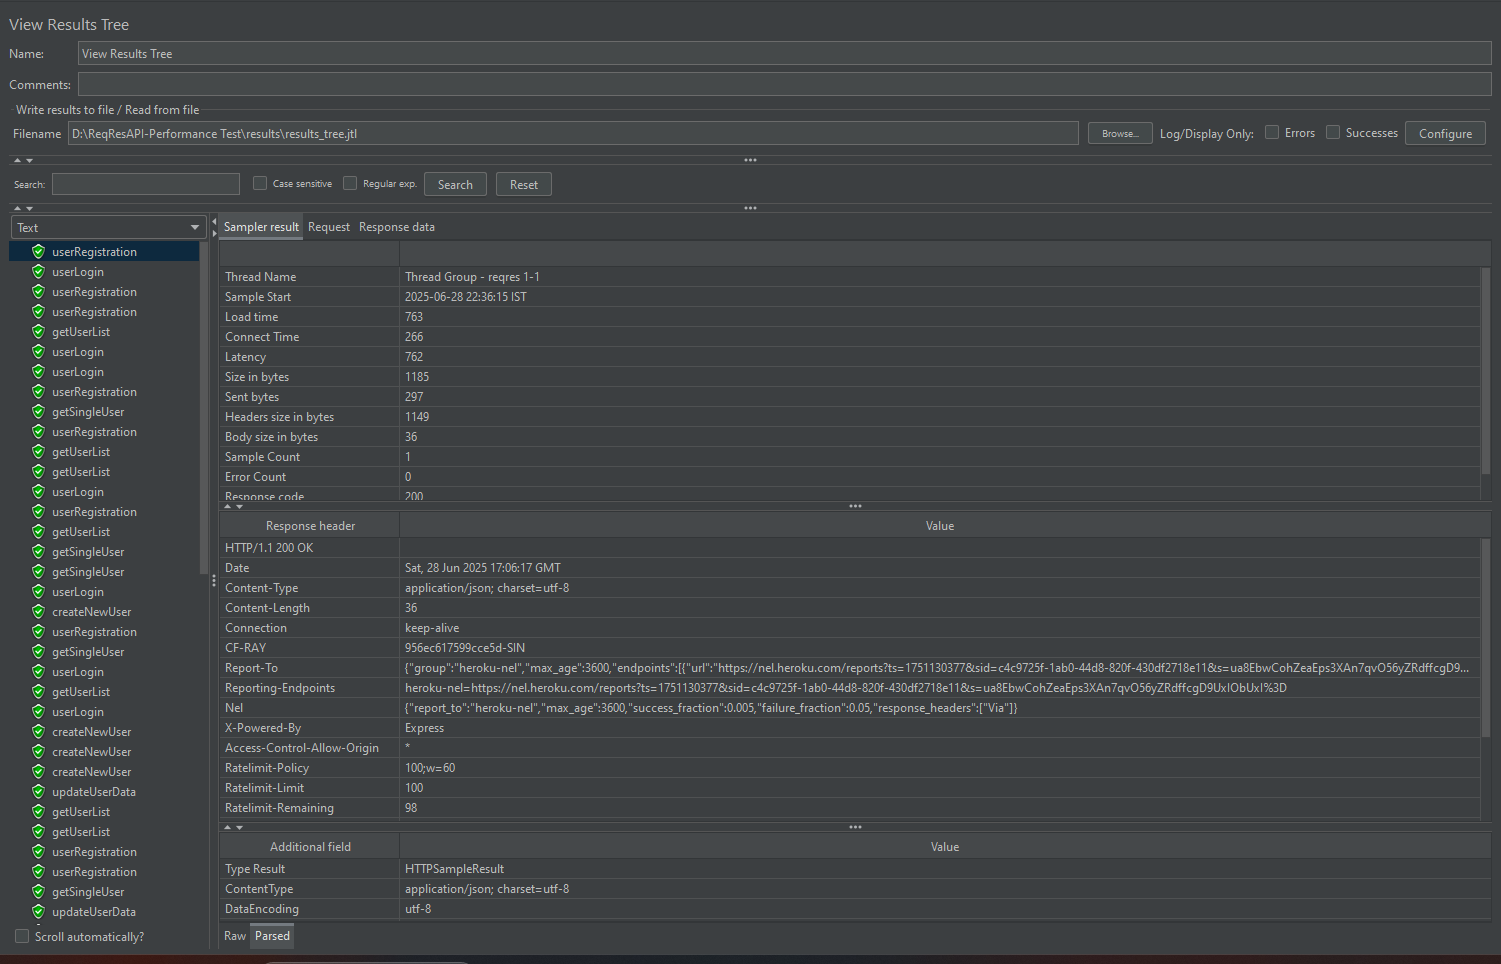 View Results Tree
Name: View Results Tree
Comments:
Write results to file / Read from file
Filename D:\ReqResAPI-Performance Test\results\results_tree.jtl Browse... Log/Display Only: Errors Successes Configure
Search: Case sensitive Regular exp. Search Reset
Text
userRegistration
userLogin
userRegistration
userRegistration
getUserList
userLogin
userLogin
userRegistration
getSingleUser
userRegistration
getUserList
getUserList
userLogin
userRegistration
getUserList
getSingleUser
getSingleUser
userLogin
createNewUser
userRegistration
getSingleUser
userLogin
getUserList
userLogin
createNewUser
createNewUser
createNewUser
updateUserData
getUserList
getUserList
userRegistration
userRegistration
getSingleUser
updateUserData
Scroll automatically?
Sampler result Request Response data
Thread Name Thread Group - reqres 1-1
Sample Start 2025-06-28 22:36:15 IST
Load time 763
Connect Time 266
Latency 762
Size in bytes 1185
Sent bytes 297
Headers size in bytes 1149
Body size in bytes 36
Sample Count 1
Error Count 0
Response code 200
Response header Value
HTTP/1.1 200 OK
Date Sat, 28 Jun 2025 17:06:17 GMT
Content-Type application/json; charset=utf-8
Content-Length 36
Connection keep-alive
CF-RAY 956ec617599cce5d-SIN
Report-To {"group":"heroku-nel","max_age":3600,"endpoints":[{"url":"https://nel.heroku.com/reports?ts=1751130377&sid=c4c9725f-1ab0-44d8-820f-430df2718e11&s=ua8EbwCohZeaEps3XAn7qvO56yZRdffcgD9...
Reporting-Endpoints heroku-nel=https://nel.heroku.com/reports?ts=1751130377&sid=c4c9725f-1ab0-44d8-820f-430df2718e11&s=ua8EbwCohZeaEps3XAn7qvO56yZRdffcgD9UxIObUxI%3D
Nel {"report_to":"heroku-nel","max_age":3600,"success_fraction":0.005,"failure_fraction":0.05,"response_headers":["Via"]}
X-Powered-By Express
Access-Control-Allow-Origin *
Ratelimit-Policy 100;w=60
Ratelimit-Limit 100
Ratelimit-Remaining 98
Additional field Value
Type Result HTTPSampleResult
ContentType application/json; charset=utf-8
DataEncoding utf-8
Raw Parsed